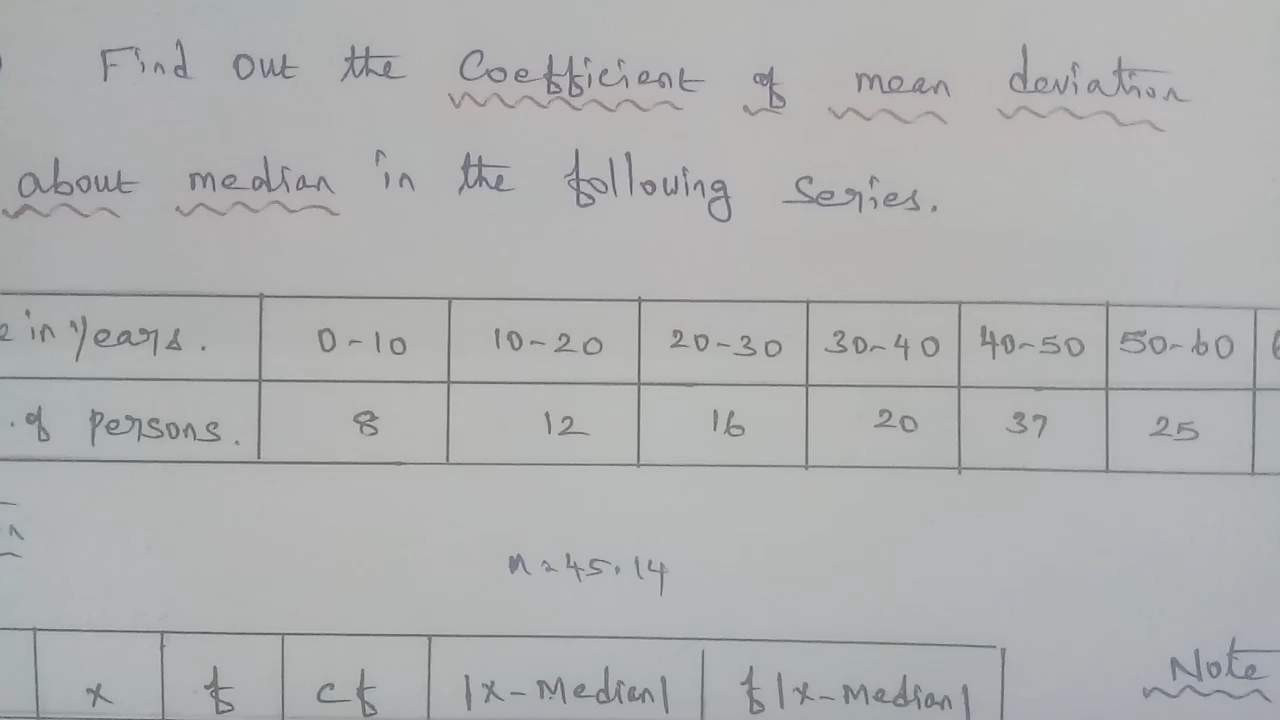 Find out the Coefficient of mean deviation
about median in the following Series.
in years. 0-10 10-20 20-30 30-40 40-50 50-60
of persons. 8 12 16 20 37 25
n = 45.14
x f cf |x-Median| f|x-median|
Note